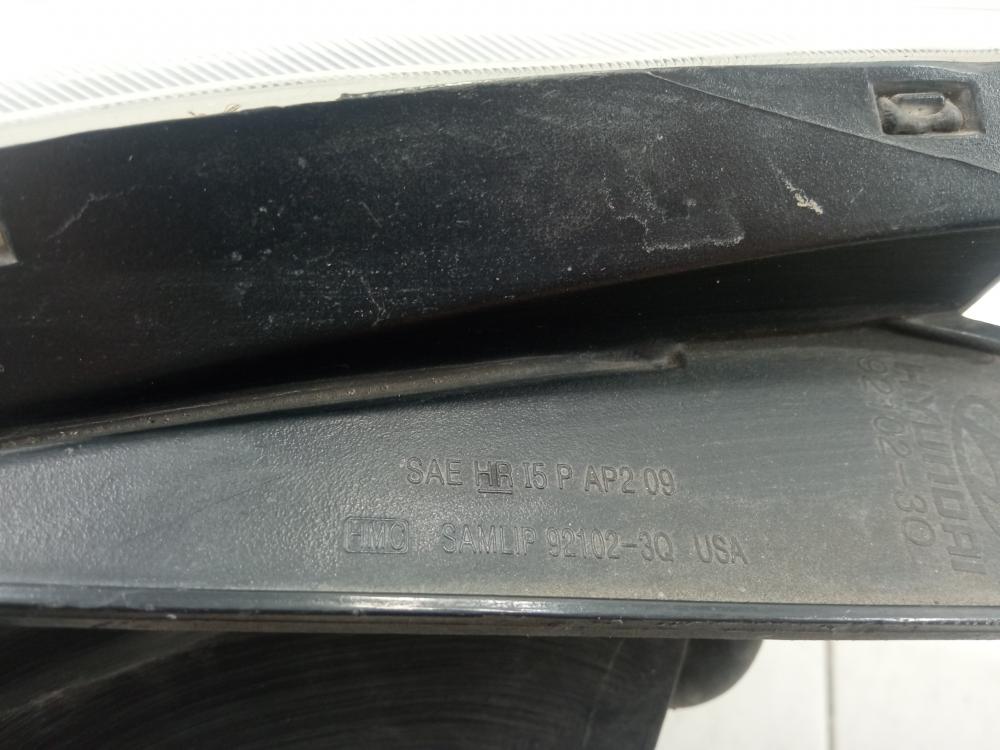 SAE HR I5 P AP2 09
HMC SAMLIP 92102-3Q USA
HYUNDAI
92102-3Q